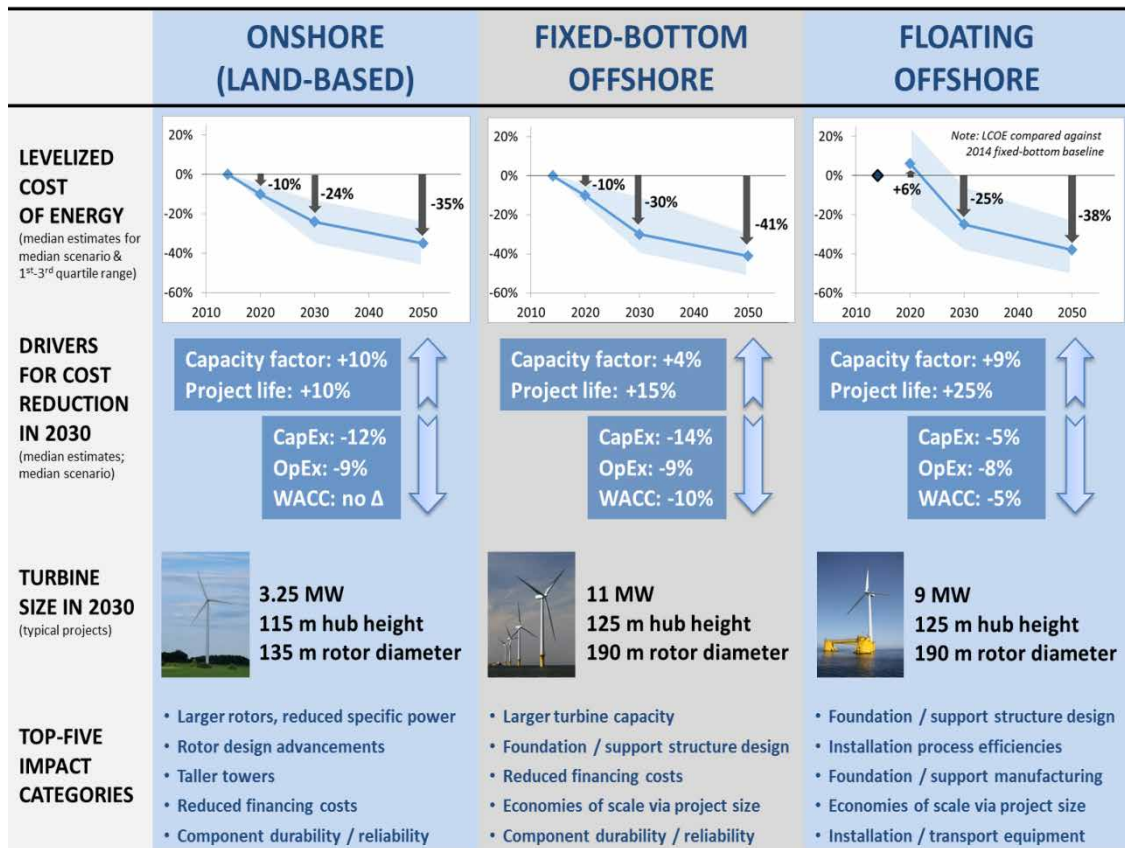 ONSHORE
(LAND-BASED)
FIXED-BOTTOM
OFFSHORE
FLOATING
OFFSHORE
LEVELIZED
COST
OF ENERGY
(median estimates for
median scenario &
1st-3rd quartile range)
20%
0%
-20%
-40%
-60%
-10%
-24%
-35%
2010 2020 2030 2040 2050
20%
0%
-20%
-40%
-60%
-10%
-30%
-41%
2010 2020 2030 2040 2050
Note: LCOE compared against
2014 fixed-bottom baseline
20%
0%
-20%
-40%
-60%
+6%
-25%
-38%
2010 2020 2030 2040 2050
DRIVERS
FOR COST
REDUCTION
IN 2030
(median estimates;
median scenario)
Capacity factor: +10%
Project life: +10%
CapEx: -12%
OpEx: -9%
WACC: no Δ
Capacity factor: +4%
Project life: +15%
CapEx: -14%
OpEx: -9%
WACC: -10%
Capacity factor: +9%
Project life: +25%
CapEx: -5%
OpEx: -8%
WACC: -5%
TURBINE
SIZE IN 2030
(typical projects)
3.25 MW
115 m hub height
135 m rotor diameter
11 MW
125 m hub height
190 m rotor diameter
9 MW
125 m hub height
190 m rotor diameter
TOP-FIVE
IMPACT
CATEGORIES
• Larger rotors, reduced specific power
• Rotor design advancements
• Taller towers
• Reduced financing costs
• Component durability / reliability
• Larger turbine capacity
• Foundation / support structure design
• Reduced financing costs
• Economies of scale via project size
• Component durability / reliability
• Foundation / support structure design
• Installation process efficiencies
• Foundation / support manufacturing
• Economies of scale via project size
• Installation / transport equipment